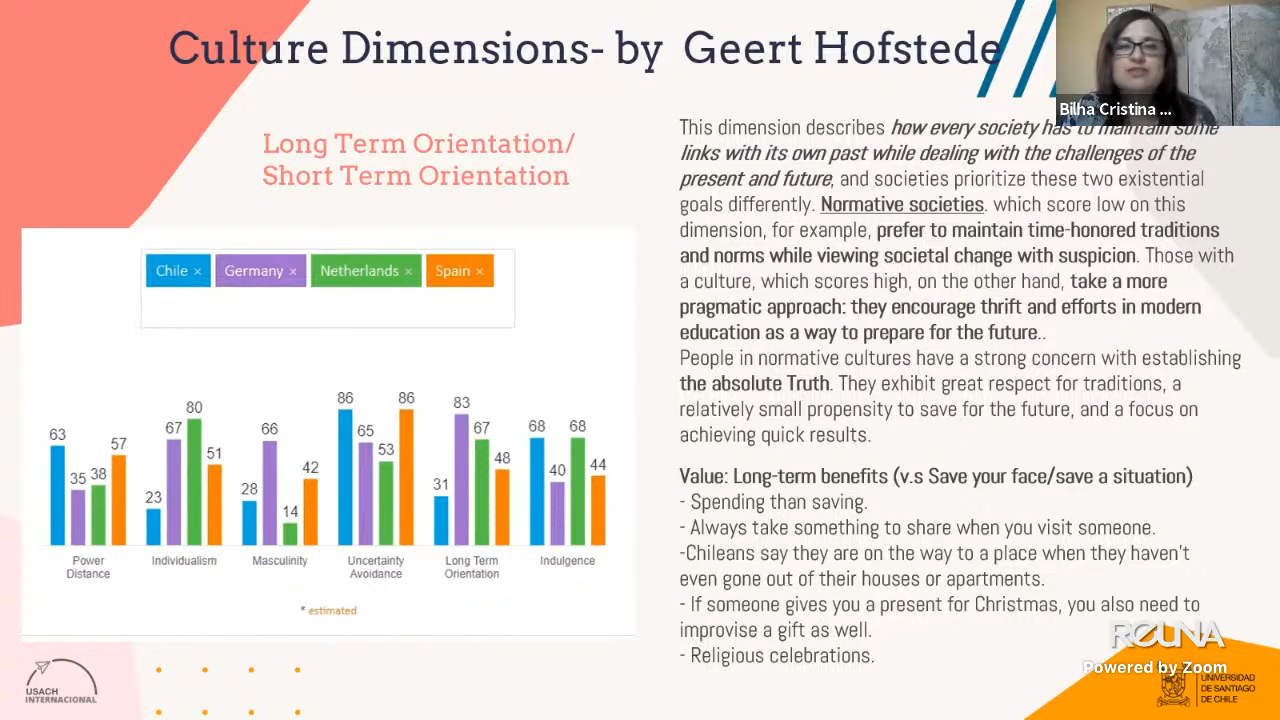 Culture Dimensions- by Geert Hofstede
Bilha Cristina ...
Long Term Orientation/
Short Term Orientation
Chile ×
Germany ×
Netherlands ×
Spain ×
63
35
38
57
23
67
80
51
28
66
14
42
86
65
53
86
31
83
67
48
68
40
68
44
Power
Distance
Individualism
Masculinity
Uncertainty
Avoidance
Long Term
Orientation
Indulgence
* estimated
This dimension describes how every society has to maintain some
links with its own past while dealing with the challenges of the
present and future, and societies prioritize these two existential
goals differently. Normative societies. which score low on this
dimension, for example, prefer to maintain time-honored traditions
and norms while viewing societal change with suspicion. Those with
a culture, which scores high, on the other hand, take a more
pragmatic approach: they encourage thrift and efforts in modern
education as a way to prepare for the future..
People in normative cultures have a strong concern with establishing
the absolute Truth. They exhibit great respect for traditions, a
relatively small propensity to save for the future, and a focus on
achieving quick results.
Value: Long-term benefits (v.s Save your face/save a situation)
- Spending than saving.
- Always take something to share when you visit someone.
-Chileans say they are on the way to a place when they haven't
even gone out of their houses or apartments.
- If someone gives you a present for Christmas, you also need to
improvise a gift as well.
- Religious celebrations.
USACH
INTERNACIONAL
REUNA
Powered by Zoom
UNIVERSIDAD
DE SANTIAGO
DE CHILE